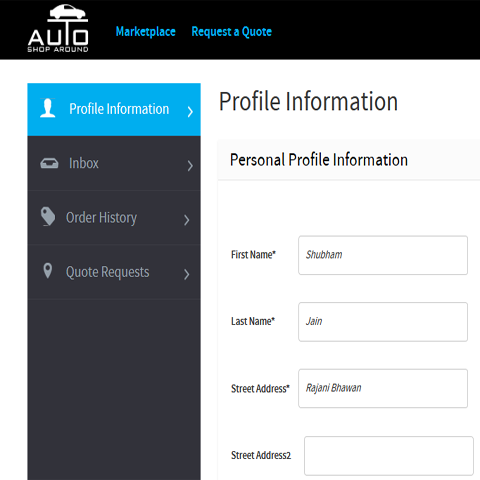 AUTO
SHOP AROUND
Marketplace Request a Quote
Profile Information
Inbox
Order History
Quote Requests
Profile Information
Personal Profile Information
First Name* Shubham
Last Name* Jain
Street Address* Rajani Bhawan
Street Address2